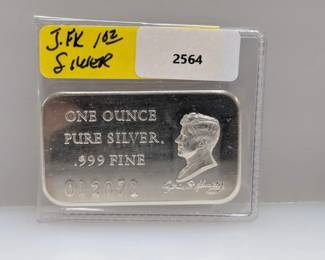 J.FK 1oz
Silver
2564
ONE OUNCE
PURE SILVER.
.999 FINE